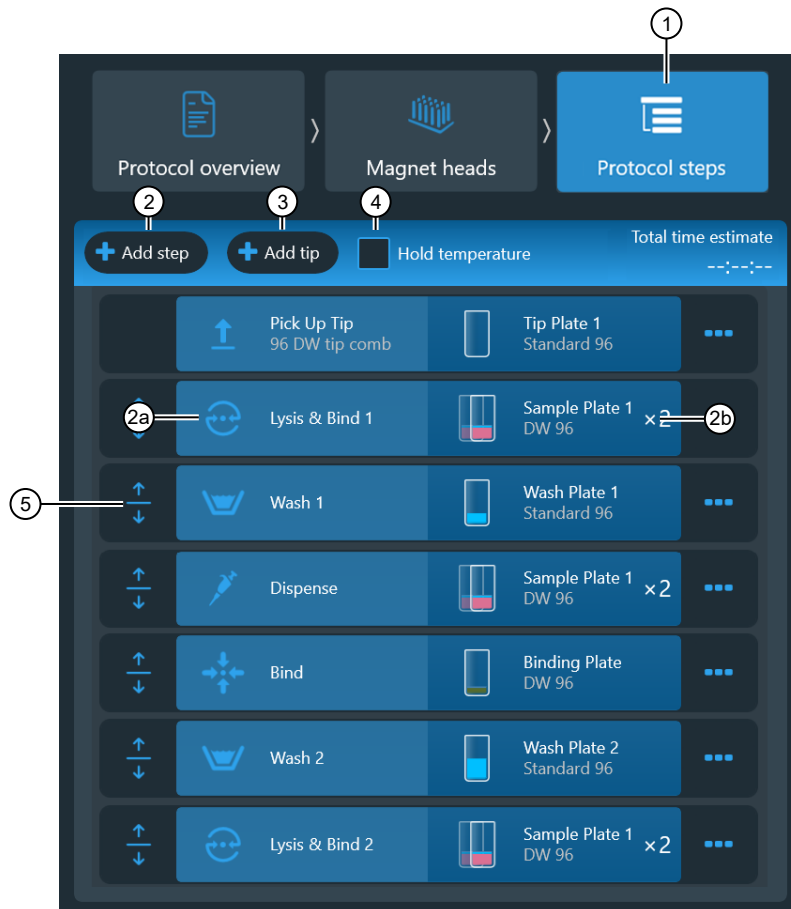 1
Protocol overview
Magnet heads
Protocol steps
2
3
4
Add step
Add tip
Hold temperature
Total time estimate
--:--:--
Pick Up Tip
96 DW tip comb
Tip Plate 1
Standard 96
2a
Lysis & Bind 1
Sample Plate 1
DW 96
×2
2b
5
Wash 1
Wash Plate 1
Standard 96
Dispense
Sample Plate 1
DW 96
×2
Bind
Binding Plate
DW 96
Wash 2
Wash Plate 2
Standard 96
Lysis & Bind 2
Sample Plate 1
DW 96
×2